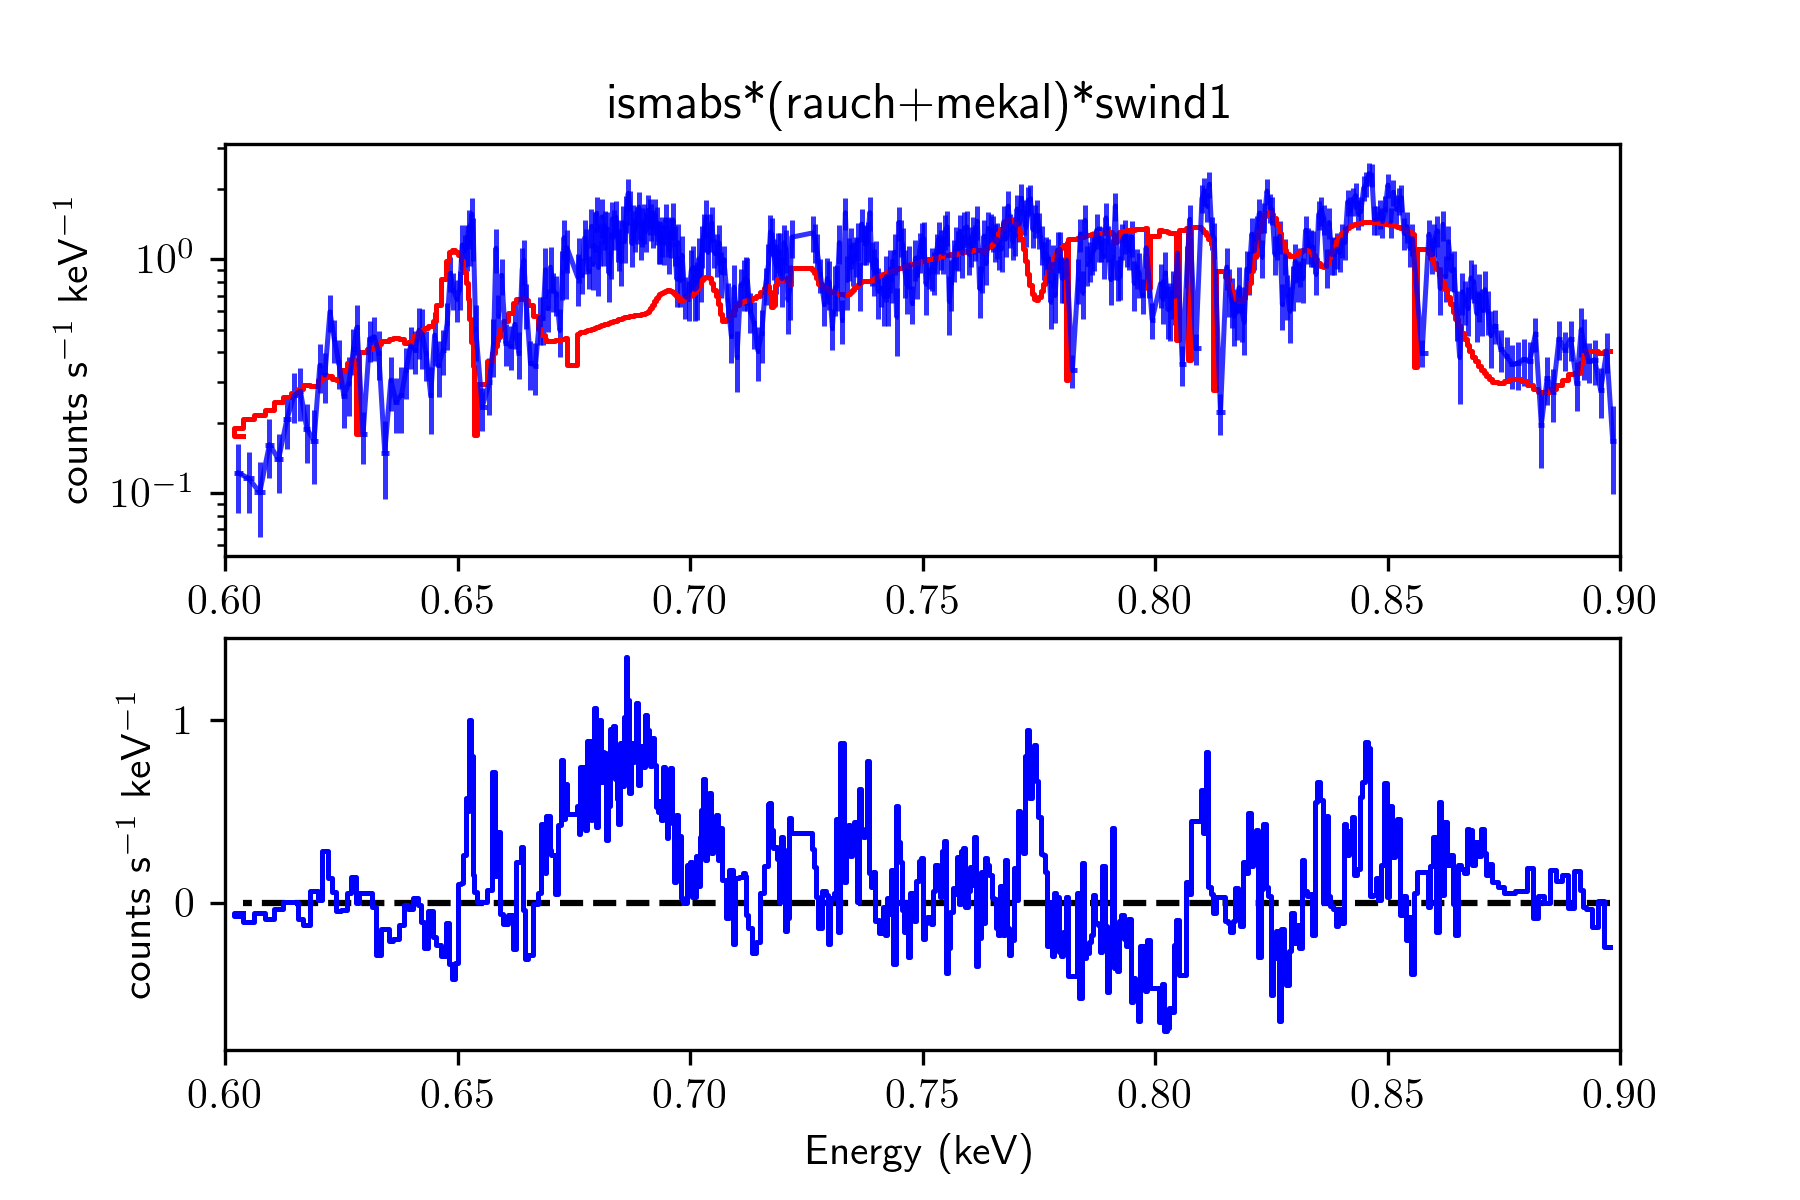 ismabs*(rauch+mekal)*swind1
counts s⁻¹ keV⁻¹
10⁰
10⁻¹
0.60 0.65 0.70 0.75 0.80 0.85 0.90
counts s⁻¹ keV⁻¹
1
0
0.60 0.65 0.70 0.75 0.80 0.85 0.90
Energy (keV)